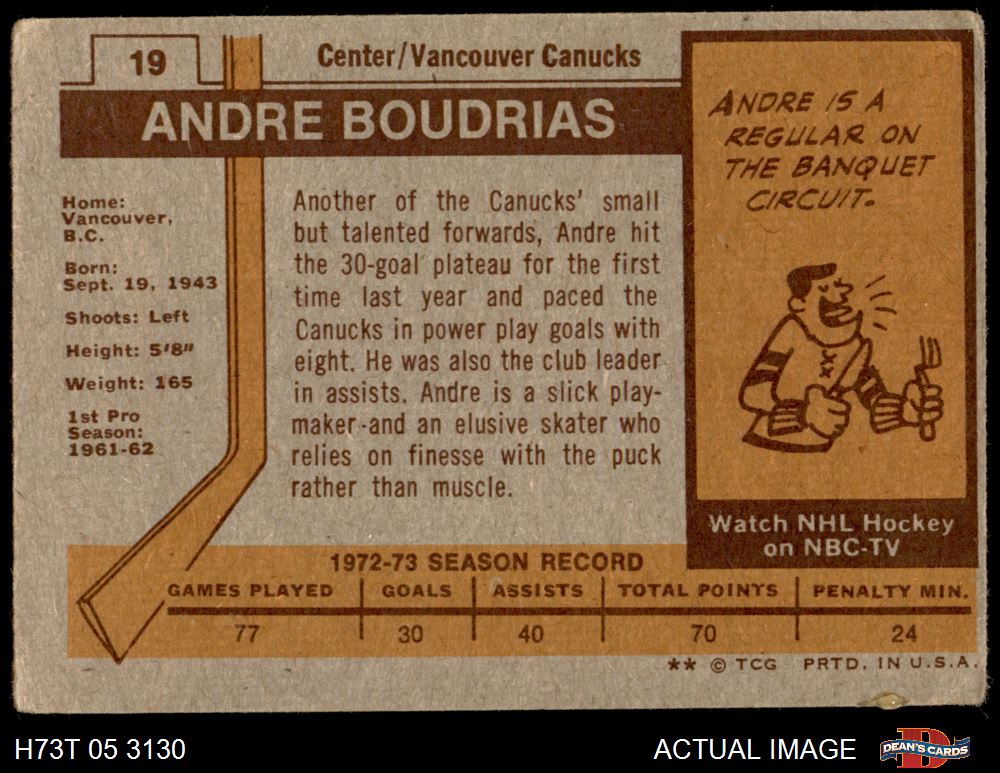 19
Center/Vancouver Canucks
ANDRE BOUDRIAS
Home:
Vancouver,
B.C.
Born:
Sept. 19, 1943
Shoots: Left
Height: 5'8"
Weight: 165
1st Pro
Season:
1961-62
Another of the Canucks' small
but talented forwards, Andre hit
the 30-goal plateau for the first
time last year and paced the
Canucks in power play goals with
eight. He was also the club leader
in assists. Andre is a slick play-
maker and an elusive skater who
relies on finesse with the puck
rather than muscle.
ANDRE IS A
REGULAR ON
THE BANQUET
CIRCUIT.
Watch NHL Hockey
on NBC-TV
1972-73 SEASON RECORD
GAMES PLAYED GOALS ASSISTS TOTAL POINTS PENALTY MIN.
77 30 40 70 24
** © TCG PRTD. IN U.S.A.
H73T 05 3130
ACTUAL IMAGE
D
DEAN'S CARDS